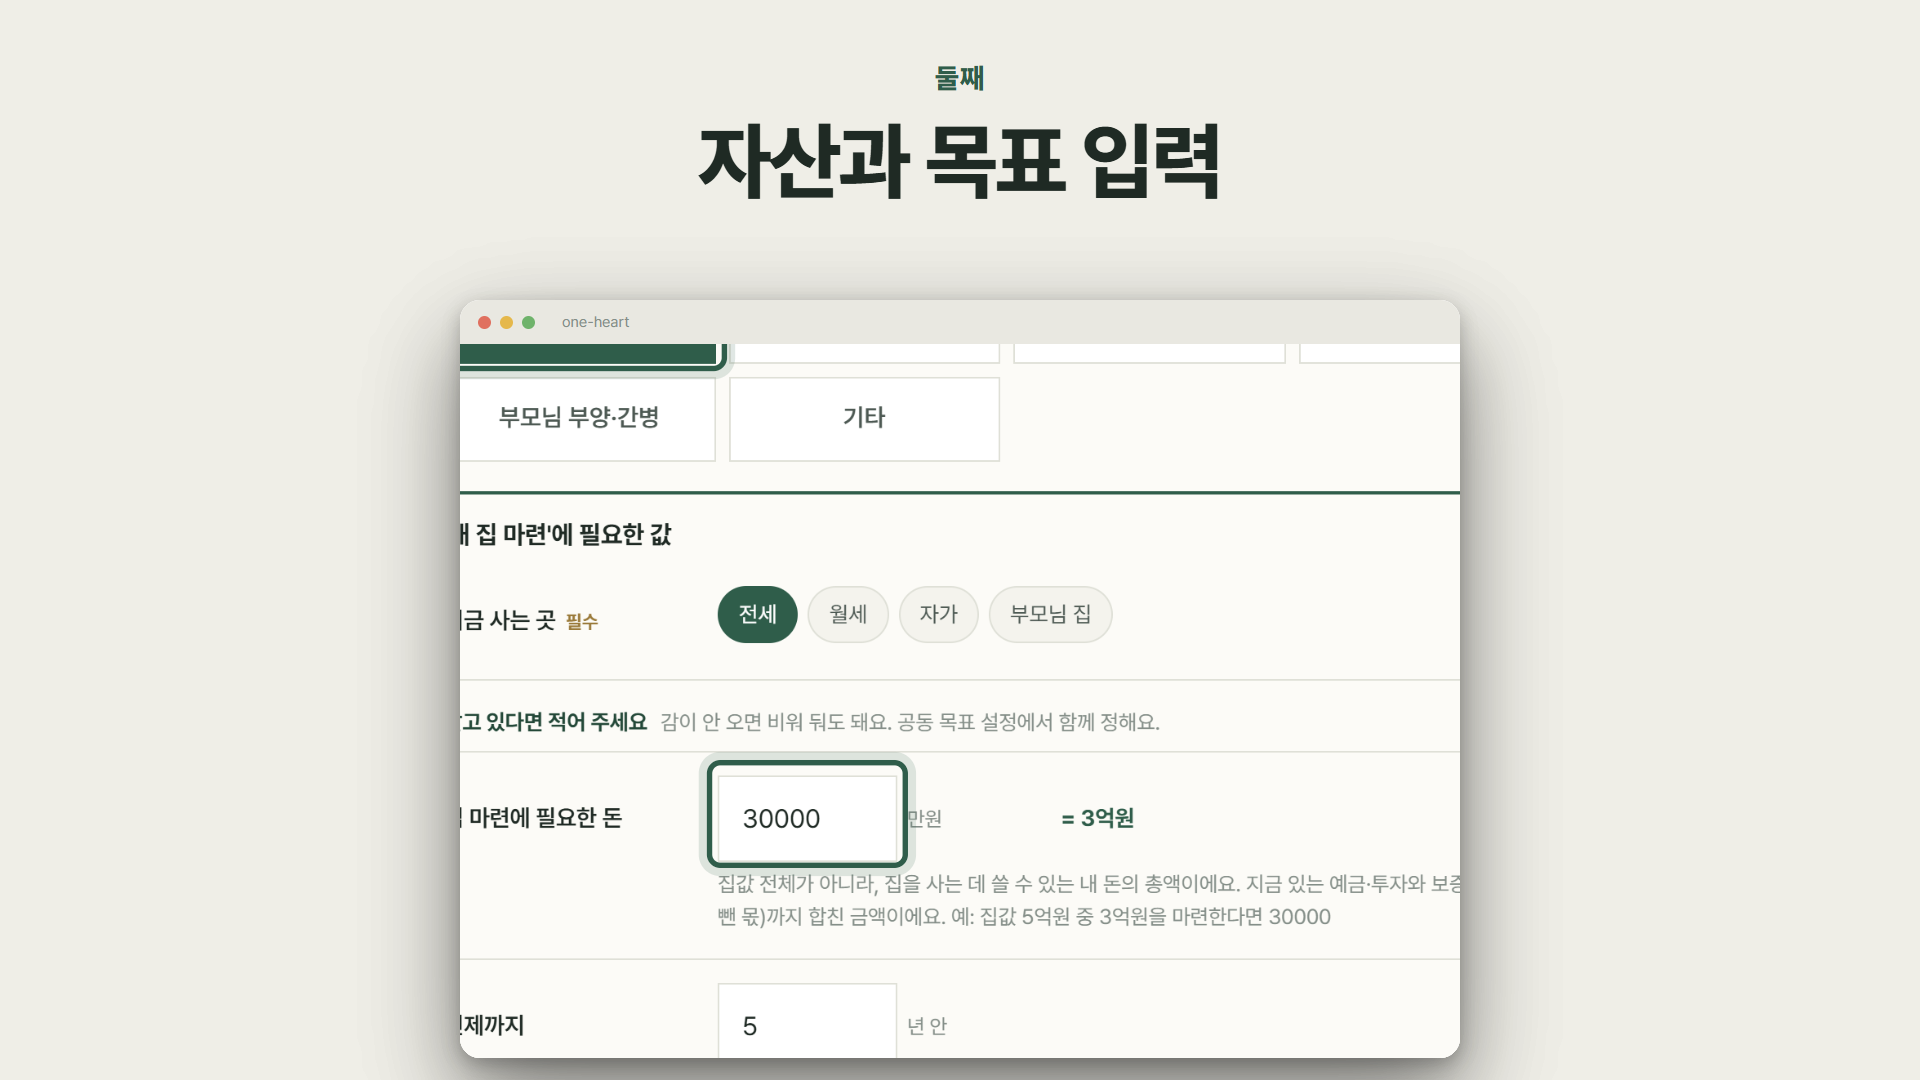 둘째
자산과 목표 입력
one-heart
부모님 부양·간병
기타
집 마련'에 필요한 값
금 사는 곳 필수
전세
월세
자가
부모님 집
고 있다면 적어 주세요 감이 안 오면 비워 둬도 돼요. 공동 목표 설정에서 함께 정해요.
마련에 필요한 돈
30000
만원
= 3억원
집값 전체가 아니라, 집을 사는 데 쓸 수 있는 내 돈의 총액이에요. 지금 있는 예금·투자와 보증
뺀 몫)까지 합친 금액이에요. 예: 집값 5억원 중 3억원을 마련한다면 30000
제까지
5
년 안